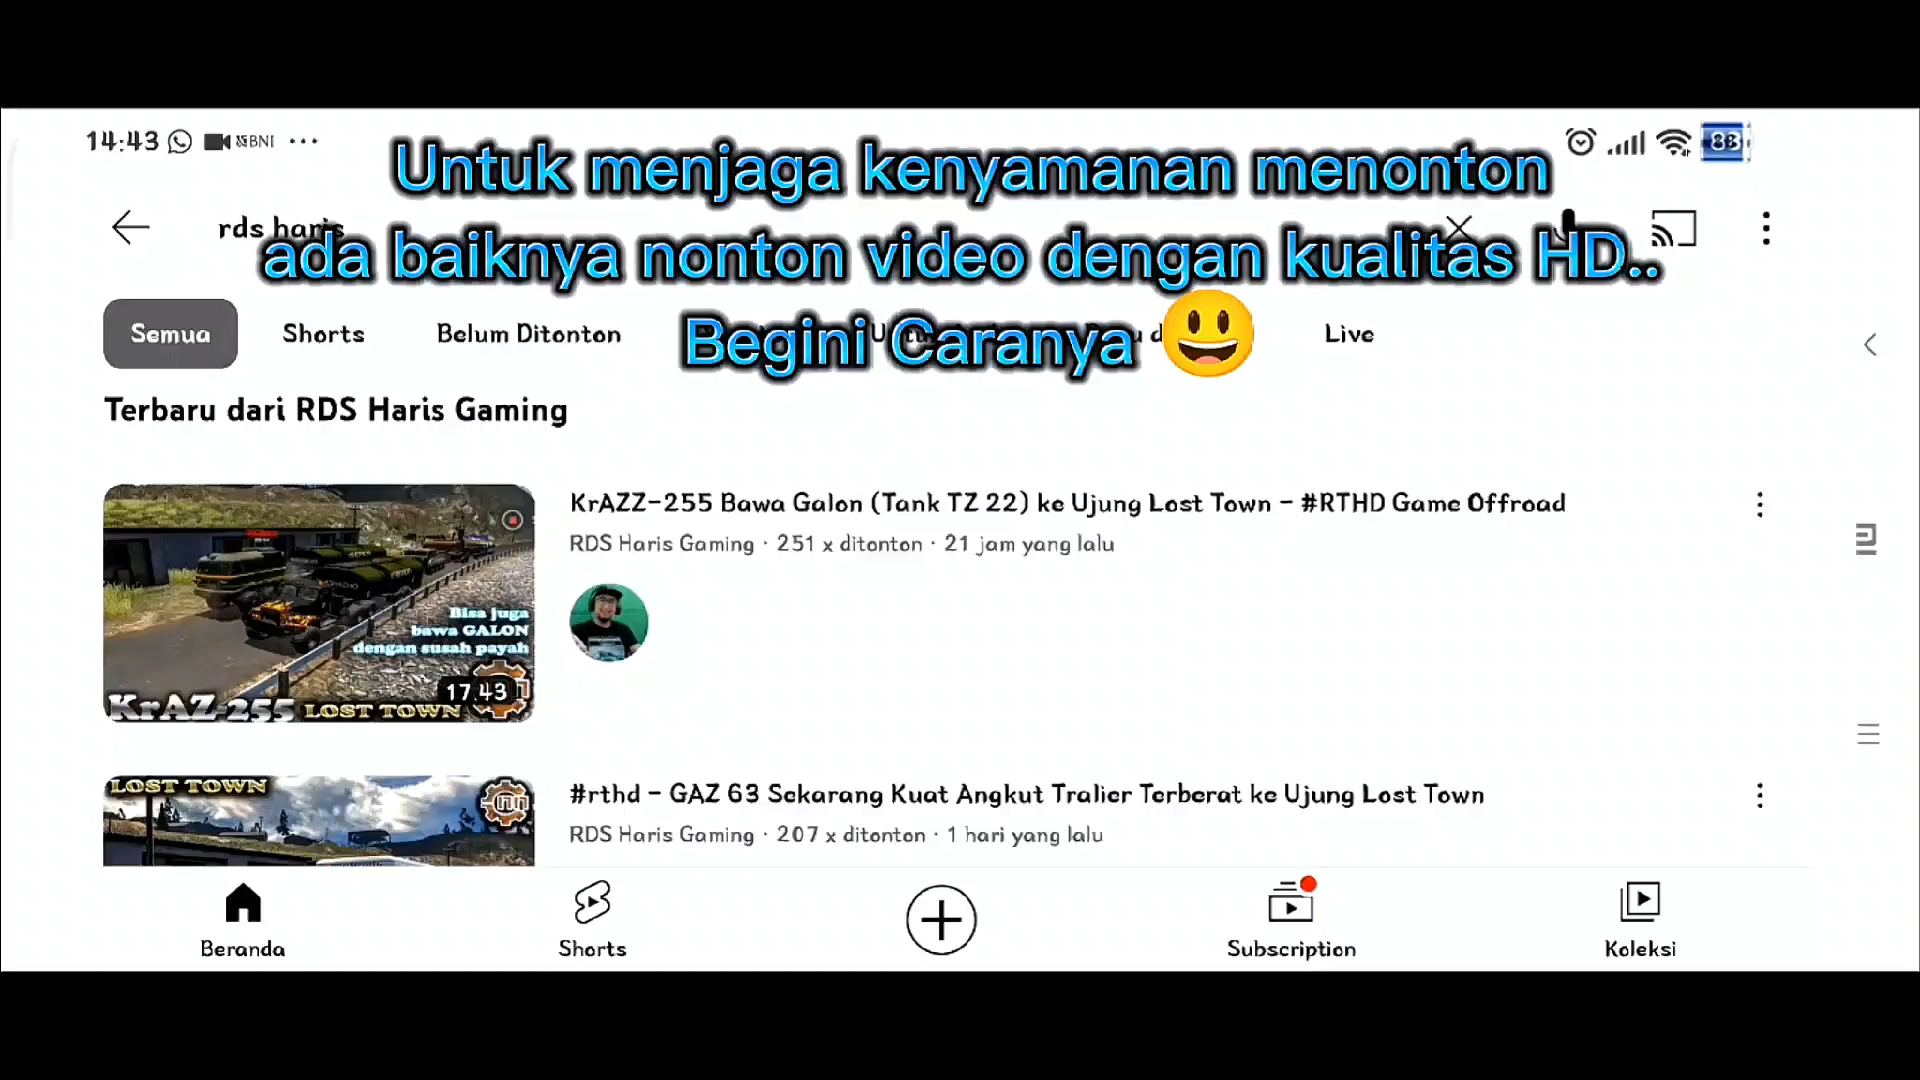 14:43 BNI ...
Untuk menjaga kenyamanan menonton
rds haris
ada baiknya nonton video dengan kualitas HD..
Begini Caranya
Semua Shorts Belum Ditonton Live
Terbaru dari RDS Haris Gaming
KrAZZ-255 Bawa Galon (Tank TZ 22) ke Ujung Lost Town - #RTHD Game Offroad
RDS Haris Gaming · 251 x ditonton · 21 jam yang lalu
Bisa juga
bawa GALON
dengan susah payah
17.43
KrAZ-255 LOST TOWN
LOST TOWN
#rthd - GAZ 63 Sekarang Kuat Angkut Tralier Terberat ke Ujung Lost Town
RDS Haris Gaming · 207 x ditonton · 1 hari yang lalu
Beranda Shorts Subscription Koleksi